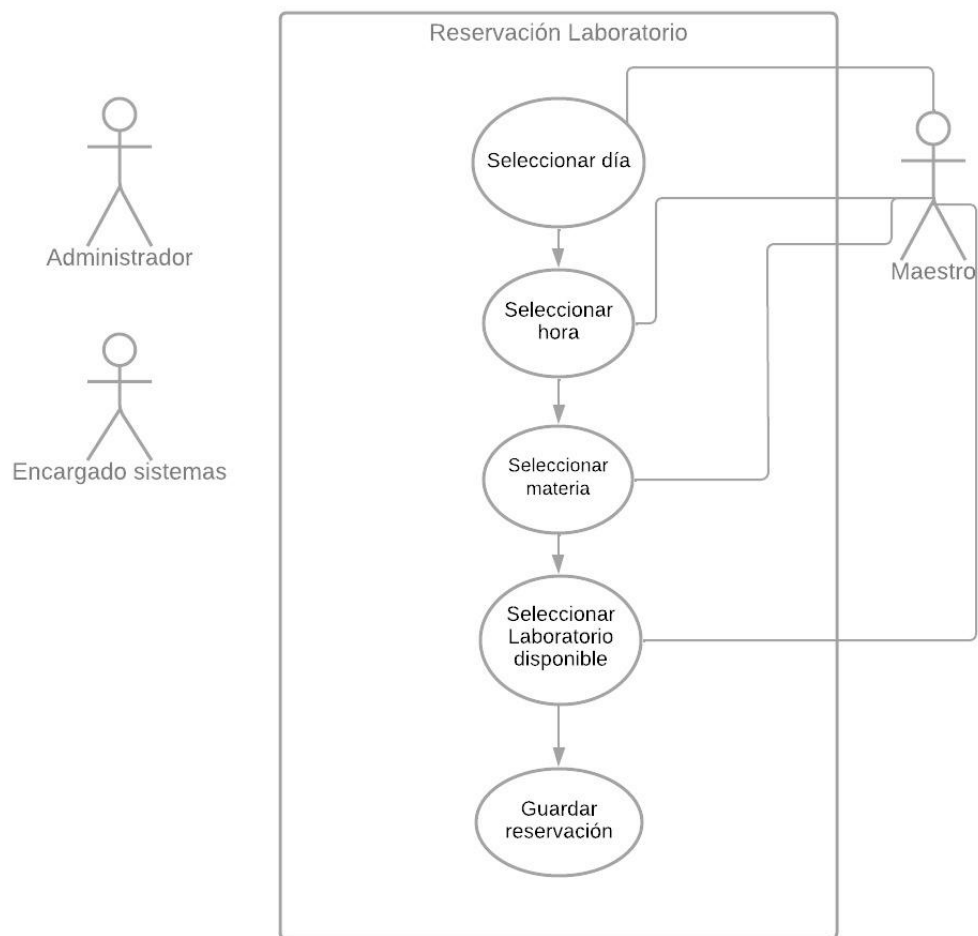 Reservación Laboratorio
Seleccionar día
Administrador
Maestro
Seleccionar
hora
Encargado sistemas
Seleccionar
materia
Seleccionar
Laboratorio
disponible
Guardar
reservación